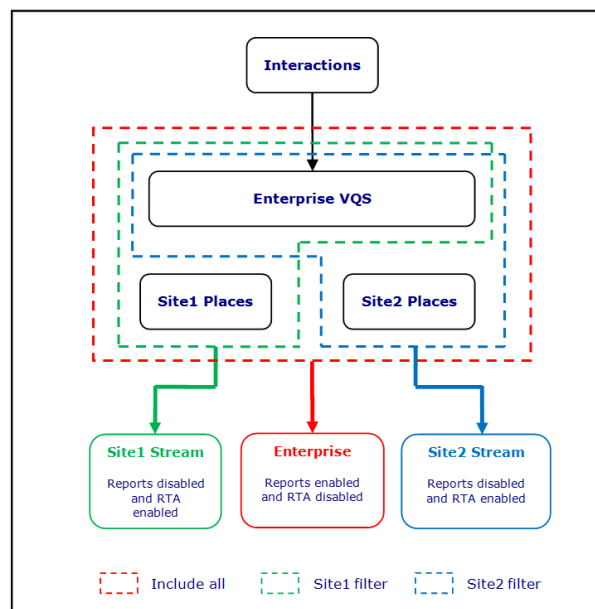 Interactions
Enterprise VQS
Site1 Places
Site2 Places
Site1 Stream
Reports disabled
and RTA
enabled
Enterprise
Reports enabled
and RTA disabled
Site2 Stream
Reports disabled
and RTA enabled
Include all
Site1 filter
Site2 filter